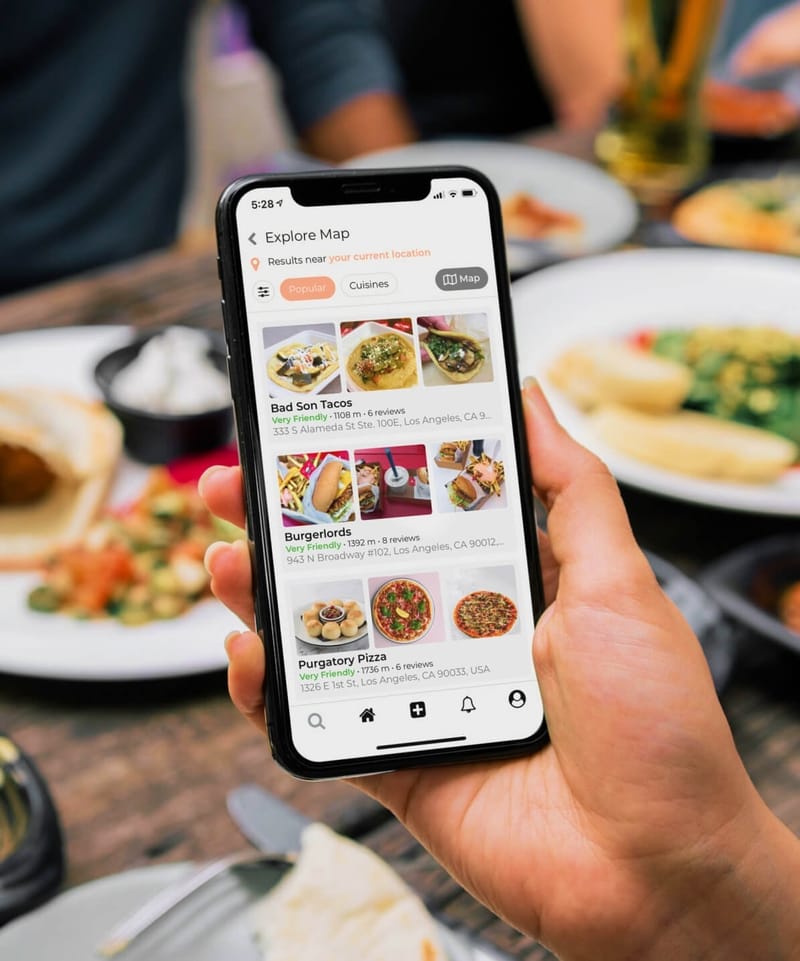 5:28
Explore Map
Results near your current location
Popular Cuisines Map
Bad Son Tacos
Very Friendly • 1108 m • 6 reviews
333 S Alameda St Ste. 100E, Los Angeles, CA 9...
Burgerlords
Very Friendly • 1392 m • 8 reviews
943 N Broadway #102, Los Angeles, CA 90012,...
Purgatory Pizza
Very Friendly • 1736 m • 6 reviews
1326 E 1st St, Los Angeles, CA 90033, USA